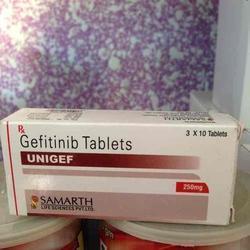 Rx
3 X 10 Tablets
Gefitinib Tablets
UNIGEF
250mg
SAMARTH
LIFE SCIENCES PVT.LTD.